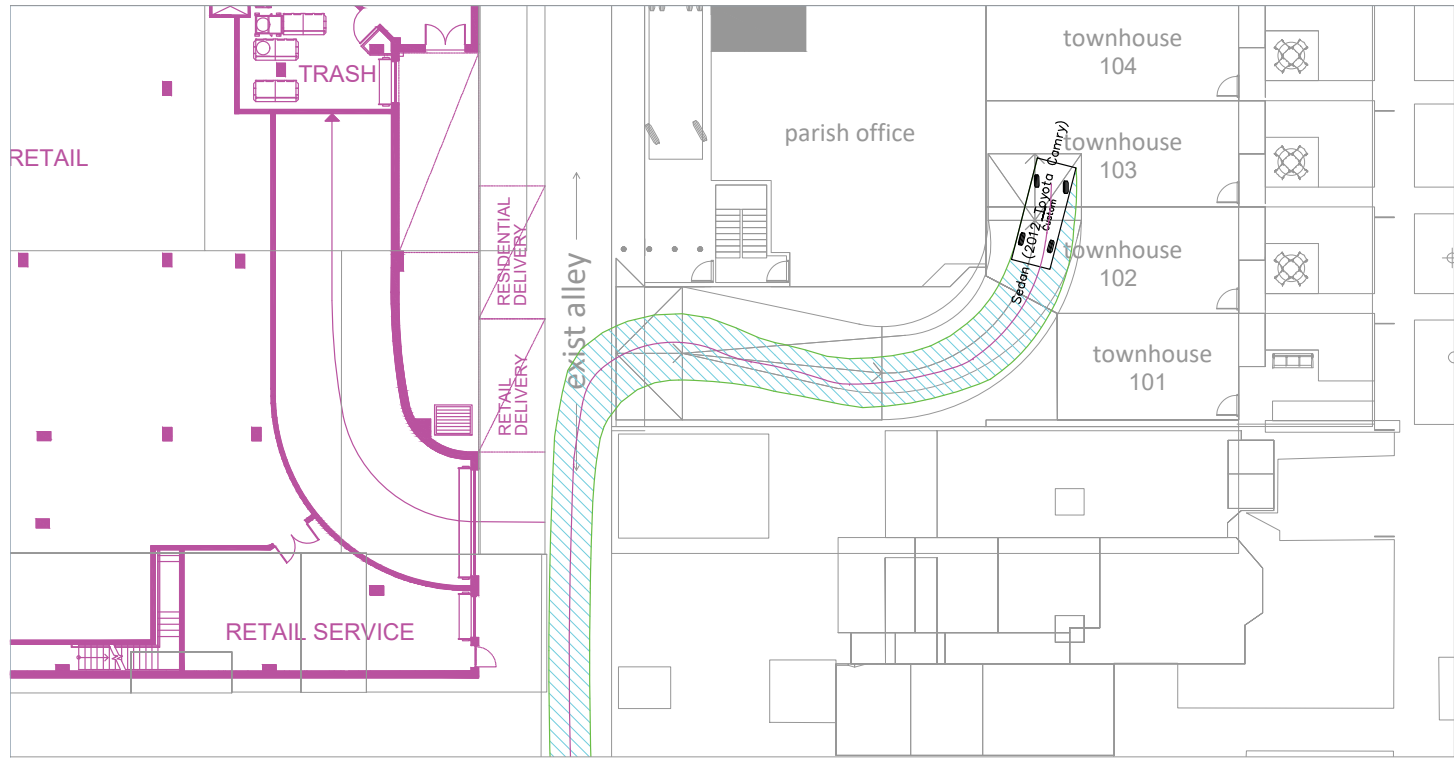 townhouse
104
TRASH
parish office
townhouse
103
RETAIL
Sedan (2012 Toyota Camry)
Custom
RESIDENTIAL
DELIVERY
townhouse
102
exist alley
RETAIL
DELIVERY
townhouse
101
RETAIL SERVICE